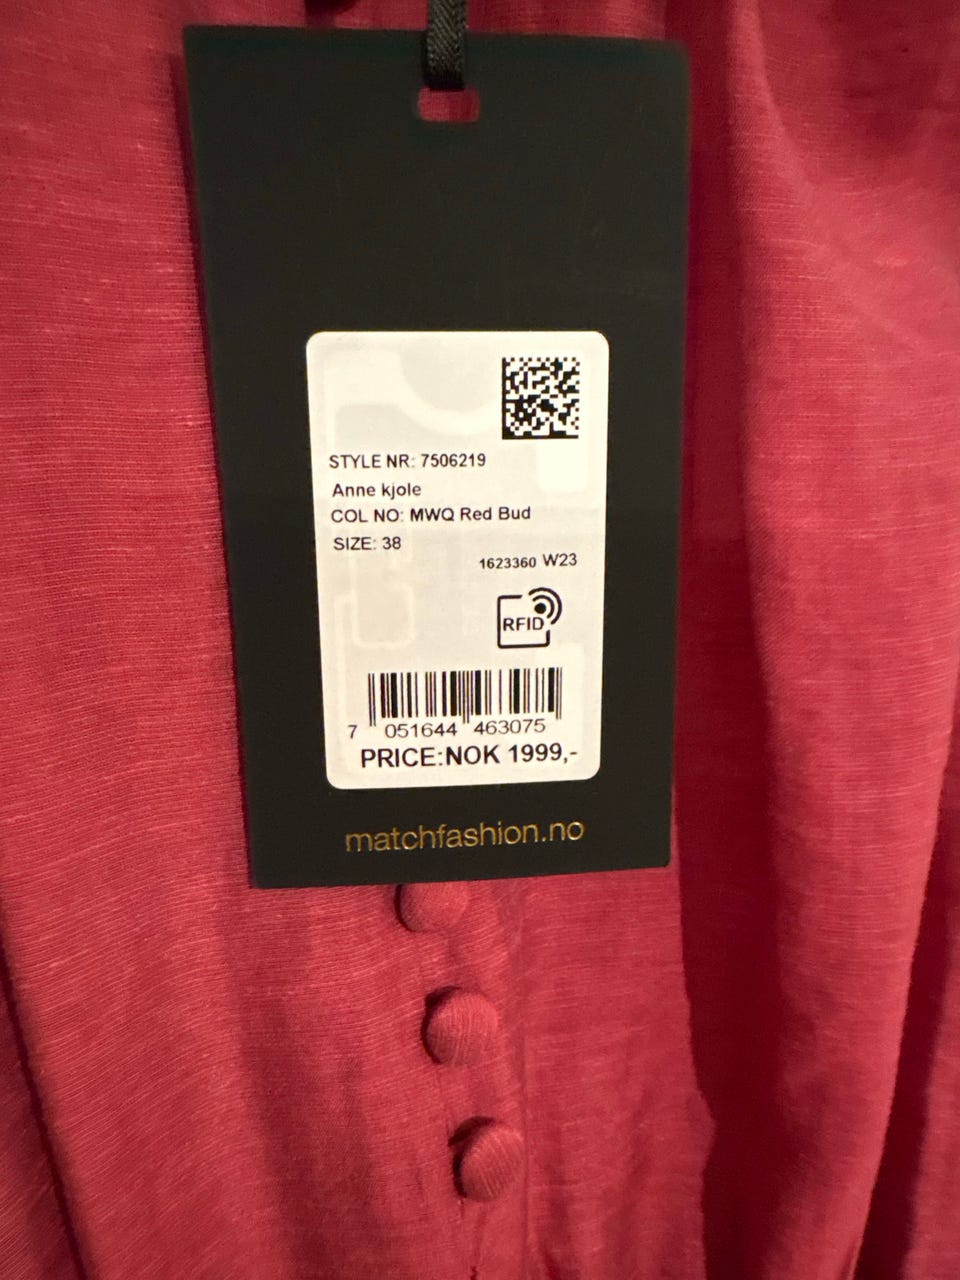 STYLE NR: 7506219
Anne kjole
COL NO: MWQ Red Bud
SIZE: 38
1623360 W23
RFID
7 051644 463075
PRICE:NOK 1999,-
matchfashion.no